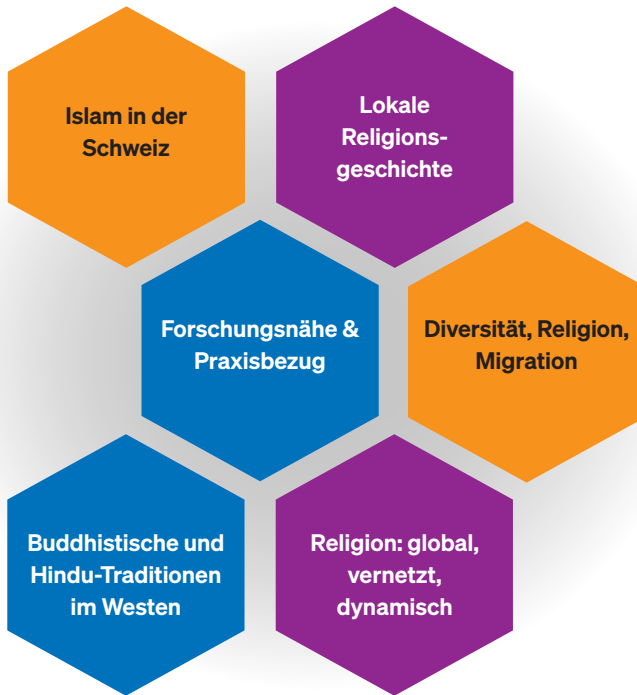 Islam in der
Schweiz
Lokale
Religions-
geschichte
Forschungsnähe &
Praxisbezug
Diversität, Religion,
Migration
Buddhistische und
Hindu-Traditionen
im Westen
Religion: global,
vernetzt,
dynamisch